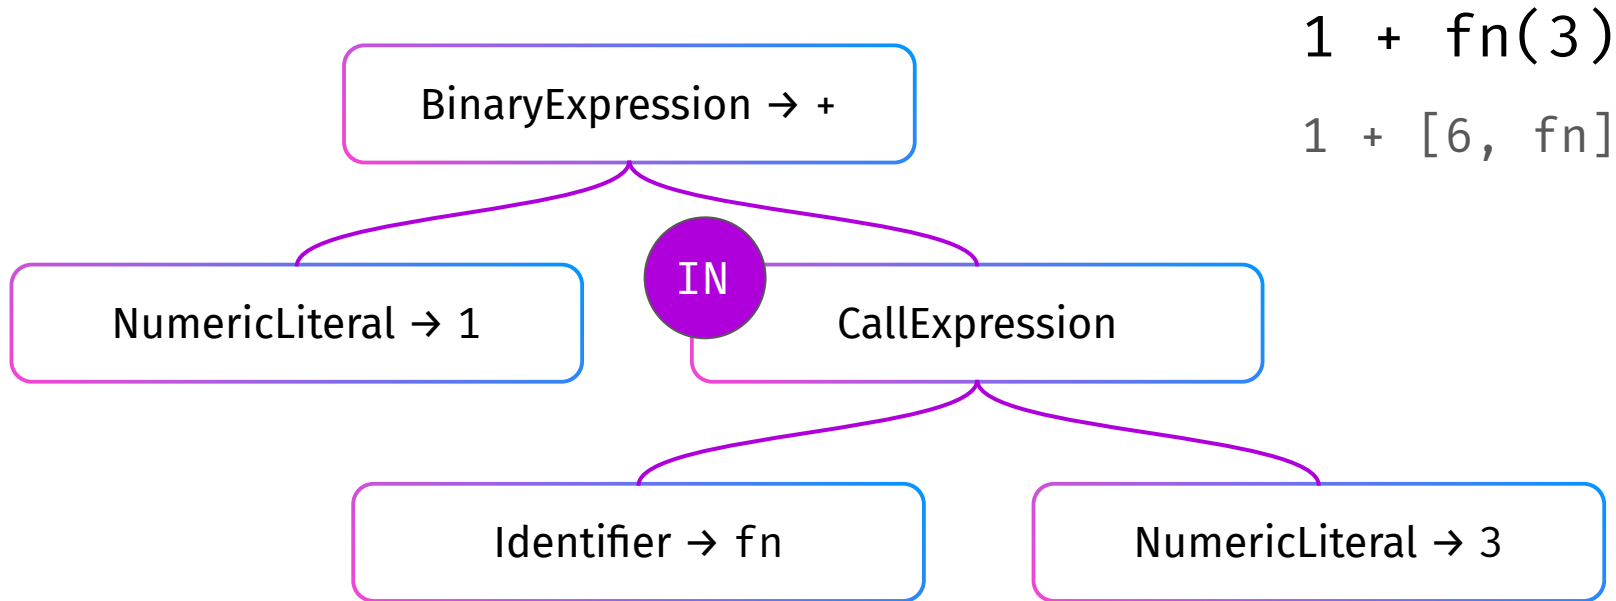 1 + fn(3)
BinaryExpression → +
1 + [6, fn]
IN
NumericLiteral → 1
CallExpression
Identifier → fn
NumericLiteral → 3